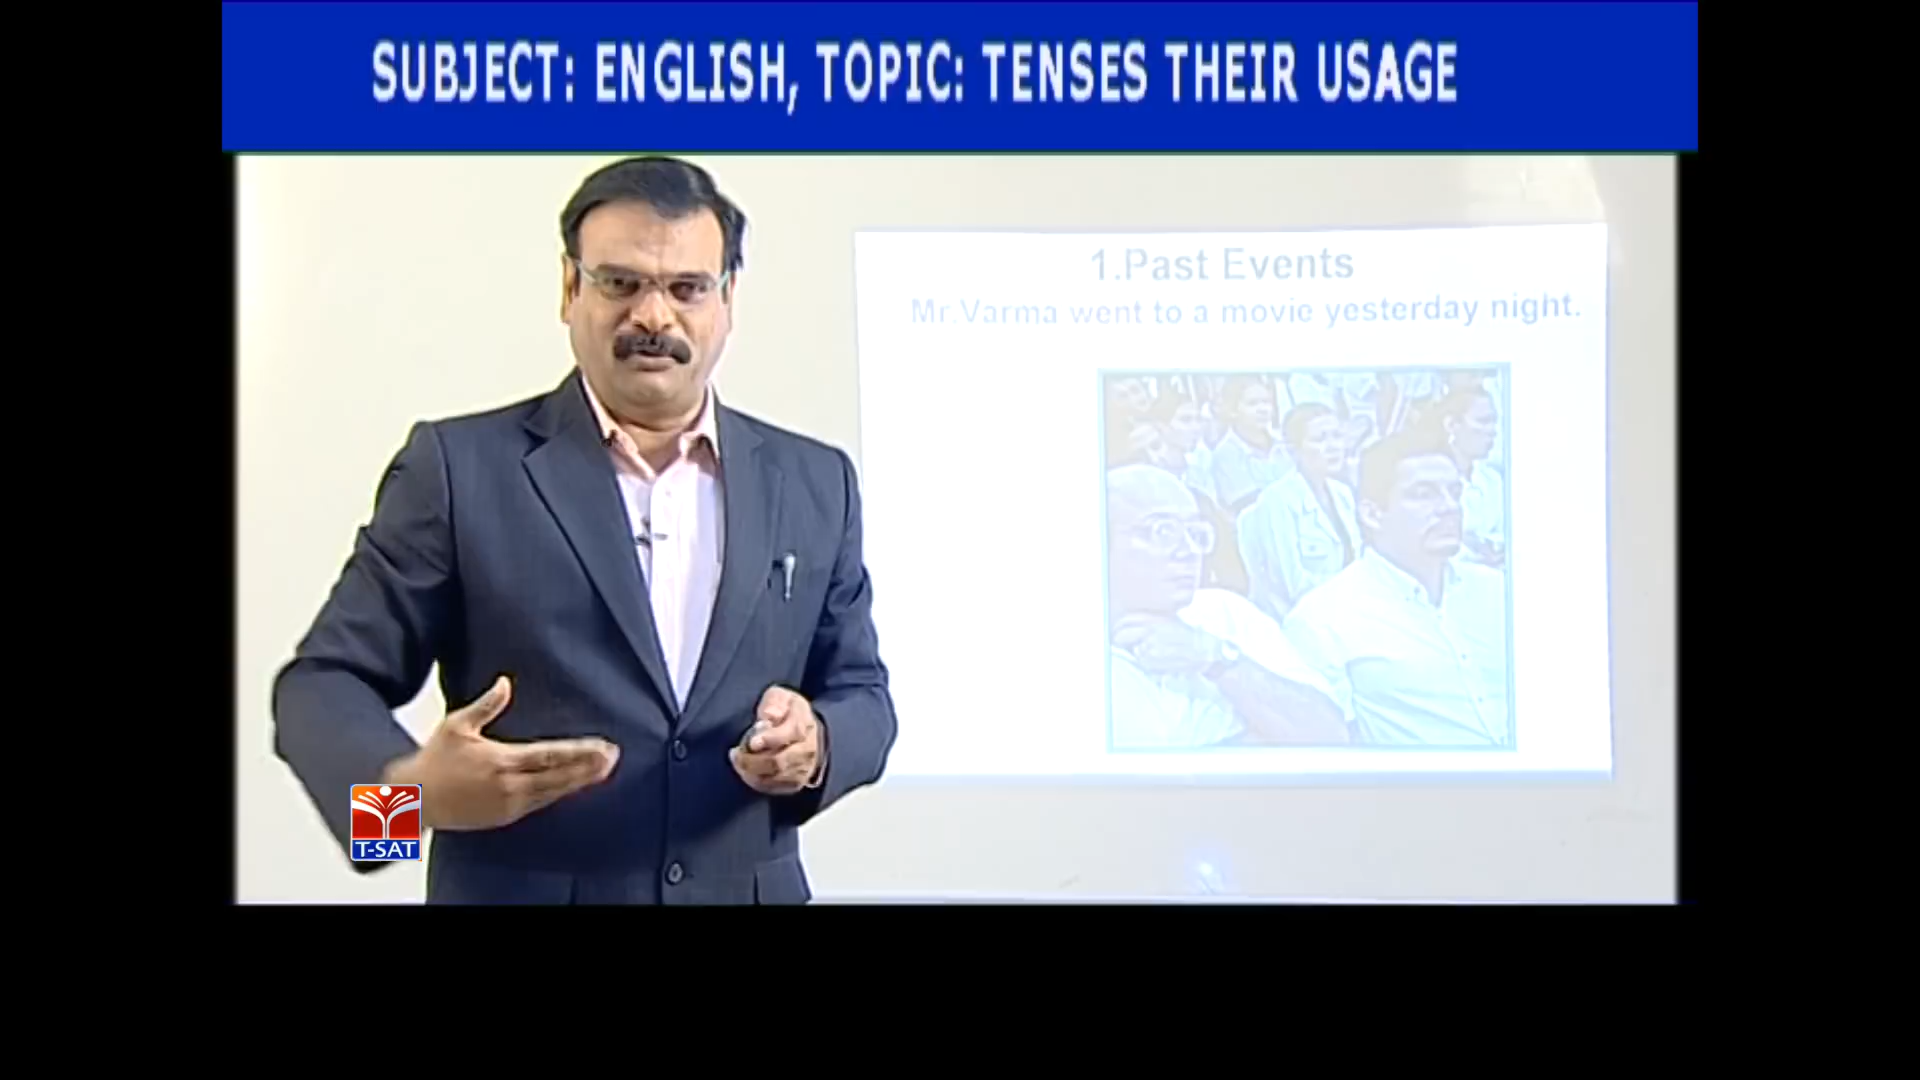 SUBJECT: ENGLISH, TOPIC: TENSES THEIR USAGE
1.Past Events
Mr.Varma went to a movie yesterday night.
T-SAT